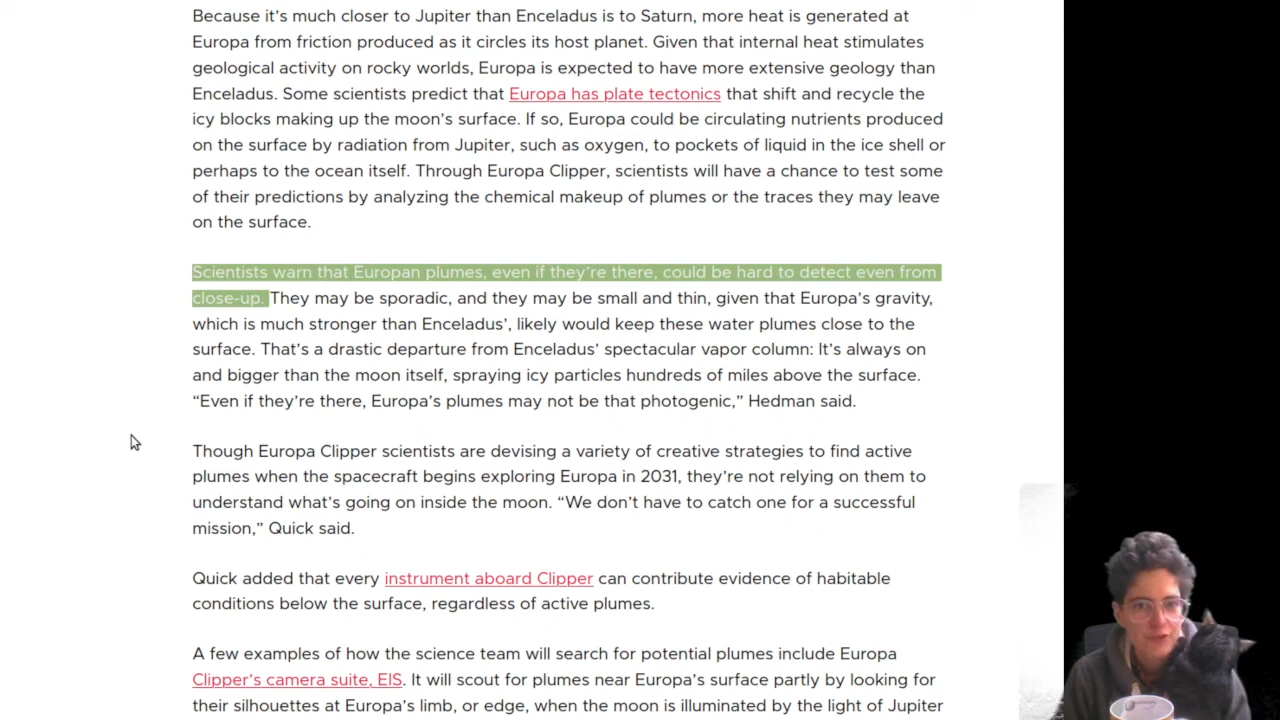 Because it’s much closer to Jupiter than Enceladus is to Saturn, more heat is generated at
Europa from friction produced as it circles its host planet. Given that internal heat stimulates
geological activity on rocky worlds, Europa is expected to have more extensive geology than
Enceladus. Some scientists predict that Europa has plate tectonics that shift and recycle the
icy blocks making up the moon’s surface. If so, Europa could be circulating nutrients produced
on the surface by radiation from Jupiter, such as oxygen, to pockets of liquid in the ice shell or
perhaps to the ocean itself. Through Europa Clipper, scientists will have a chance to test some
of their predictions by analyzing the chemical makeup of plumes or the traces they may leave
on the surface.
Scientists warn that Europan plumes, even if they’re there, could be hard to detect even from
close-up. They may be sporadic, and they may be small and thin, given that Europa’s gravity,
which is much stronger than Enceladus’, likely would keep these water plumes close to the
surface. That’s a drastic departure from Enceladus’ spectacular vapor column: It’s always on
and bigger than the moon itself, spraying icy particles hundreds of miles above the surface.
“Even if they’re there, Europa’s plumes may not be that photogenic,” Hedman said.
Though Europa Clipper scientists are devising a variety of creative strategies to find active
plumes when the spacecraft begins exploring Europa in 2031, they’re not relying on them to
understand what’s going on inside the moon. “We don’t have to catch one for a successful
mission,” Quick said.
Quick added that every instrument aboard Clipper can contribute evidence of habitable
conditions below the surface, regardless of active plumes.
A few examples of how the science team will search for potential plumes include Europa
Clipper’s camera suite, EIS. It will scout for plumes near Europa’s surface partly by looking for
their silhouettes at Europa’s limb, or edge, when the moon is illuminated by the light of Jupiter